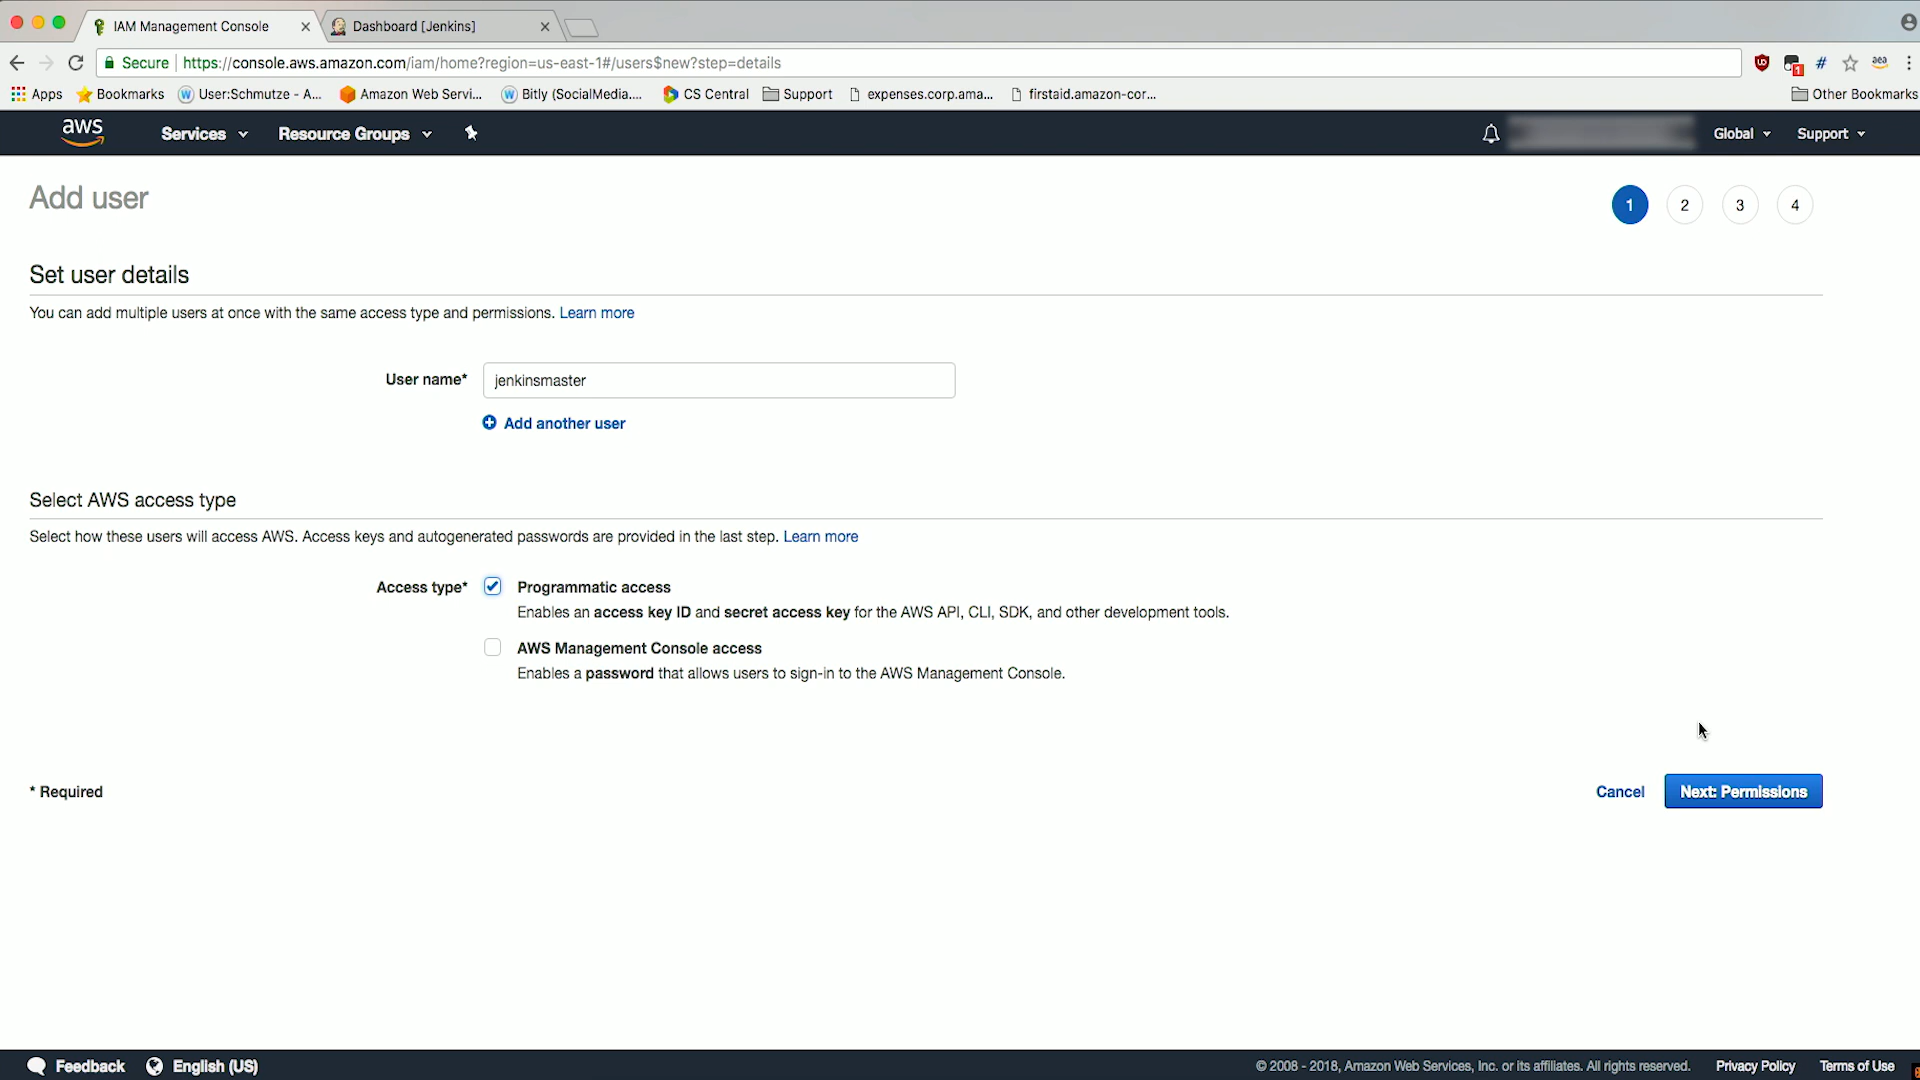 IAM Management Console
Dashboard [Jenkins]
Secure https://console.aws.amazon.com/iam/home?region=us-east-1#/users$new?step=details
1 # aea
Apps Bookmarks User:Schmutze - A... Amazon Web Servi... Bitly (SocialMedia.... CS Central Support expenses.corp.ama... firstaid.amazon-cor... Other Bookmarks
aws Services Resource Groups Global Support
Add user
1 2 3 4
Set user details
You can add multiple users at once with the same access type and permissions. Learn more
User name* jenkinsmaster
Add another user
Select AWS access type
Select how these users will access AWS. Access keys and autogenerated passwords are provided in the last step. Learn more
Access type* Programmatic access
Enables an access key ID and secret access key for the AWS API, CLI, SDK, and other development tools.
AWS Management Console access
Enables a password that allows users to sign-in to the AWS Management Console.
* Required Cancel Next: Permissions
Feedback English (US) © 2008 - 2018, Amazon Web Services, Inc. or its affiliates. All rights reserved. Privacy Policy Terms of Use